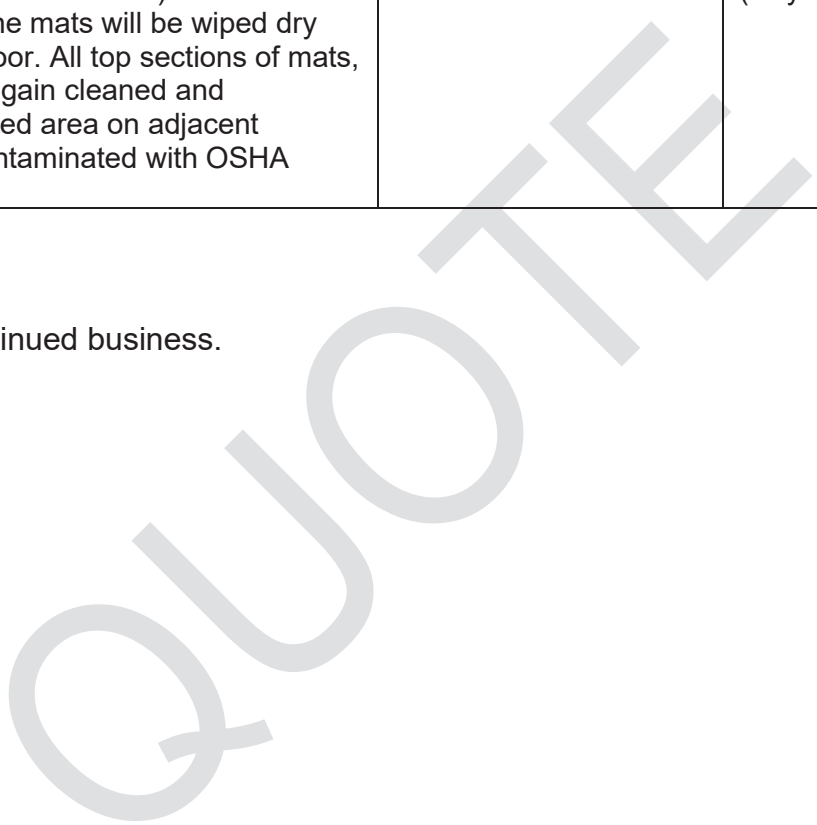 he mats will be wiped dry
oor. All top sections of mats,
gain cleaned and
ed area on adjacent
ntaminated with OSHA
inued business.
QUOTE